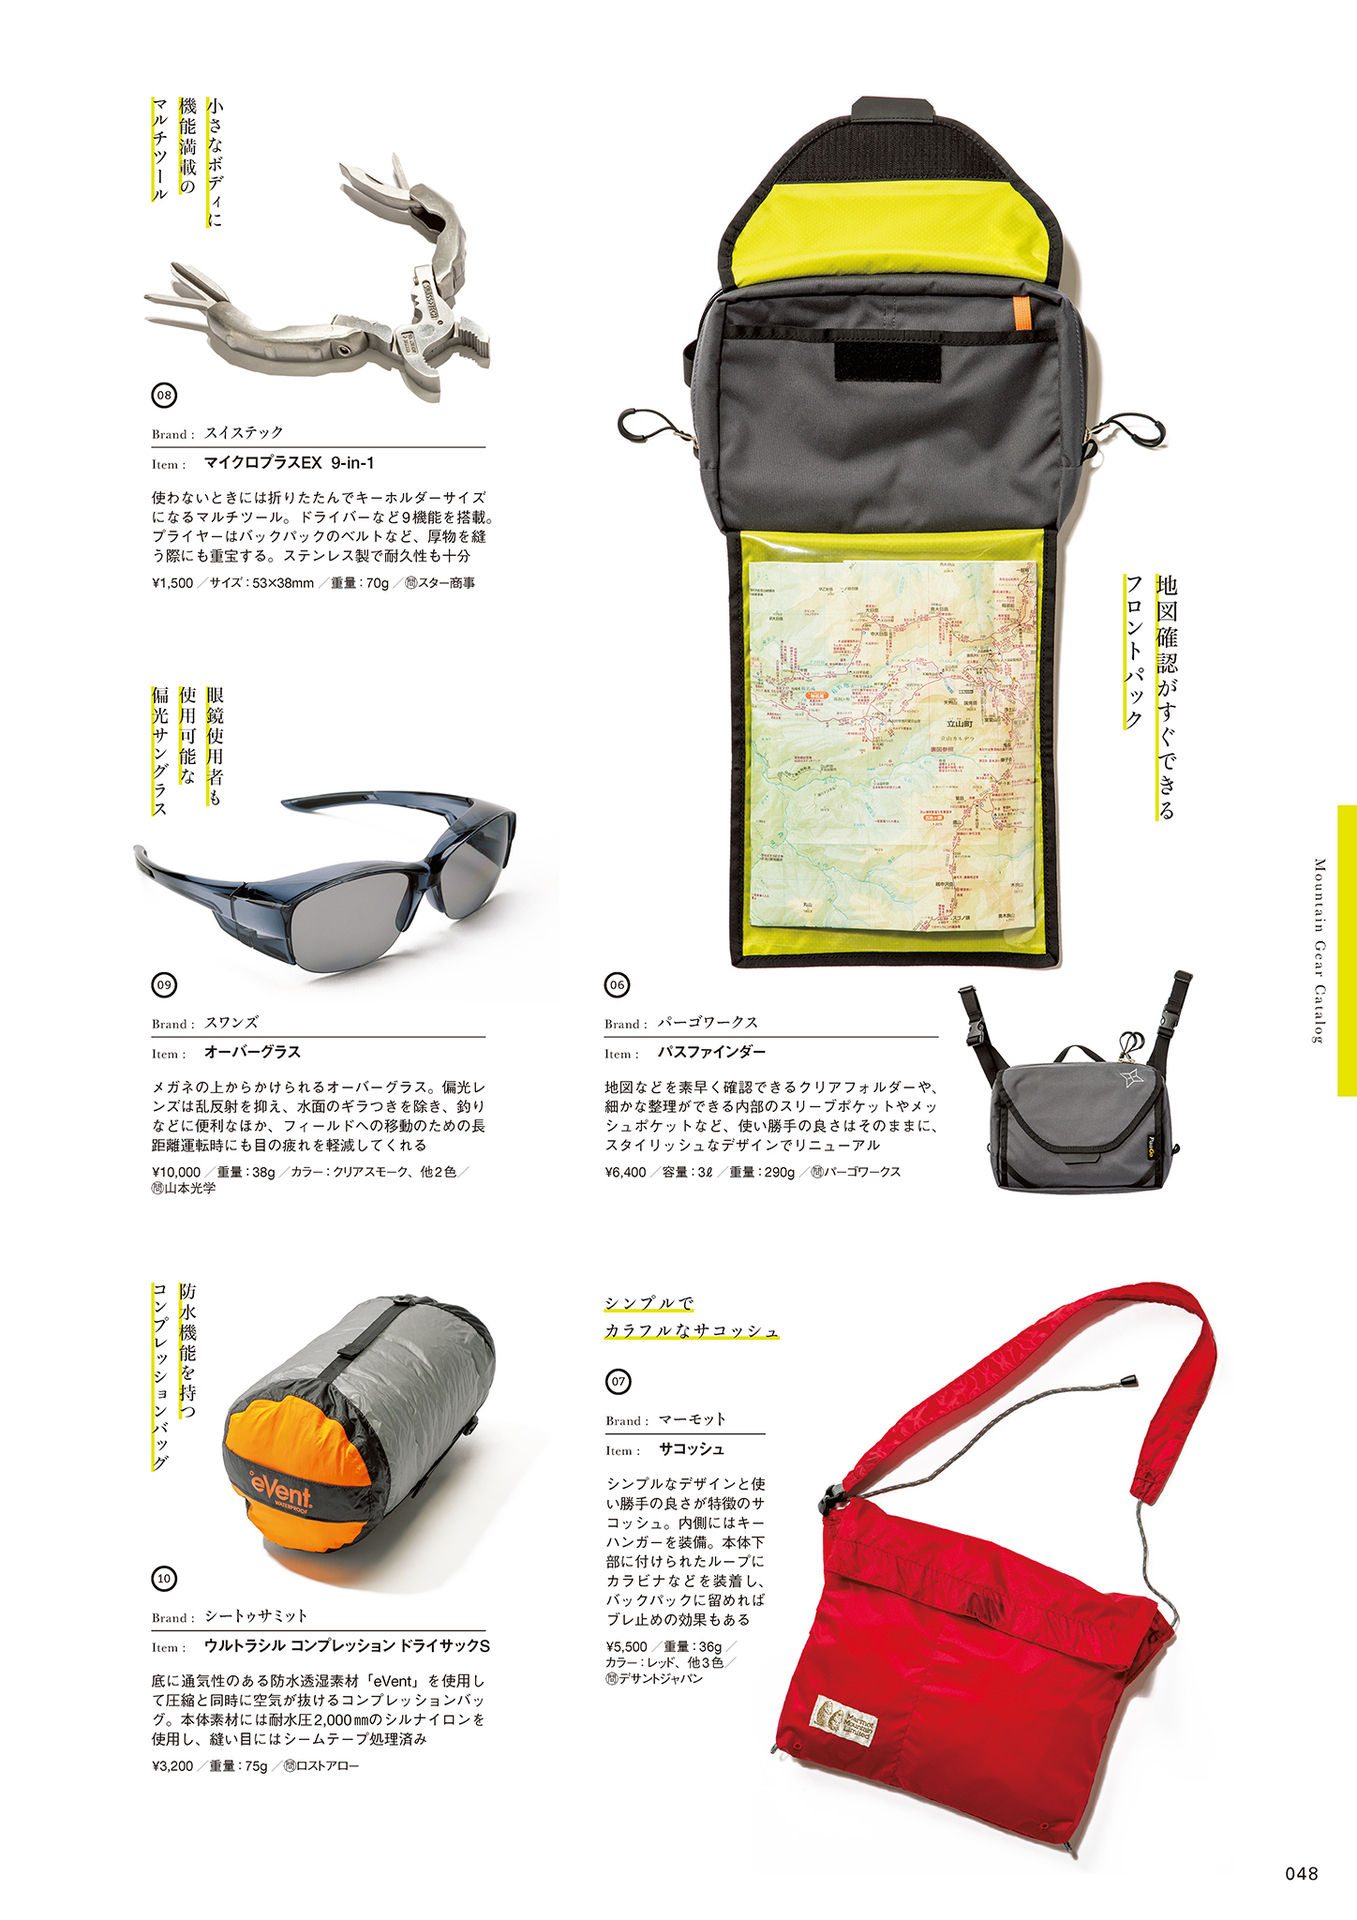 小さなボディに
機能満載の
マルチツール
08
Brand : スイステック
Item : マイクロプラスEX 9-in-1
使わないときには折りたたんでキーホルダーサイズ
になるマルチツール。ドライバーなど9機能を搭載。
プライヤーはバックパックのベルトなど、厚物を縫
う際にも重宝する。ステンレス製で耐久性も十分
¥1,500 ／サイズ：53×38mm ／重量：70g ／㉄スター商事
眼鏡使用者も
使用可能な
偏光サングラス
09
Brand : スワンズ
Item : オーバーグラス
メガネの上からかけられるオーバーグラス。偏光レ
ンズは乱反射を抑え、水面のギラつきを除き、釣り
などに便利なほか、フィールドへの移動のための長
距離運転時にも目の疲れを軽減してくれる
¥10,000 ／重量：38g ／カラー：クリアスモーク、他2色／
㉄山本光学
地図確認がすぐできる
フロントパック
立山町
06
Brand : パーゴワークス
Item : パスファインダー
地図などを素早く確認できるクリアフォルダーや、
細かな整理ができる内部のスリーブポケットやメッ
シュポケットなど、使い勝手の良さはそのままに、
スタイリッシュなデザインでリニューアル
¥6,400 ／容量：3ℓ ／重量：290g ／㉄パーゴワークス
PaaGo
防水機能を持つ
コンプレッションバッグ
eVent
WATERPROOF
10
Brand : シートゥサミット
Item : ウルトラシル コンプレッション ドライサックS
底に通気性のある防水透湿素材「eVent」を使用し
て圧縮と同時に空気が抜けるコンプレッションバッ
グ。本体素材には耐水圧2,000㎜のシルナイロンを
使用し、縫い目にはシームテープ処理済み
¥3,200 ／重量：75g ／㉄ロストアロー
シンプルで
カラフルなサコッシュ
07
Brand : マーモット
Item : サコッシュ
シンプルなデザインと使
い勝手の良さが特徴のサ
コッシュ。内側にはキー
ハンガーを装備。本体下
部に付けられたループに
カラビナなどを装着し、
バックパックに留めれば
ブレ止めの効果もある
¥5,500 ／重量：36g ／
カラー：レッド、他3色／
㉄デサントジャパン
Marmot
Mountain
Limited
Mountain Gear Catalog
048